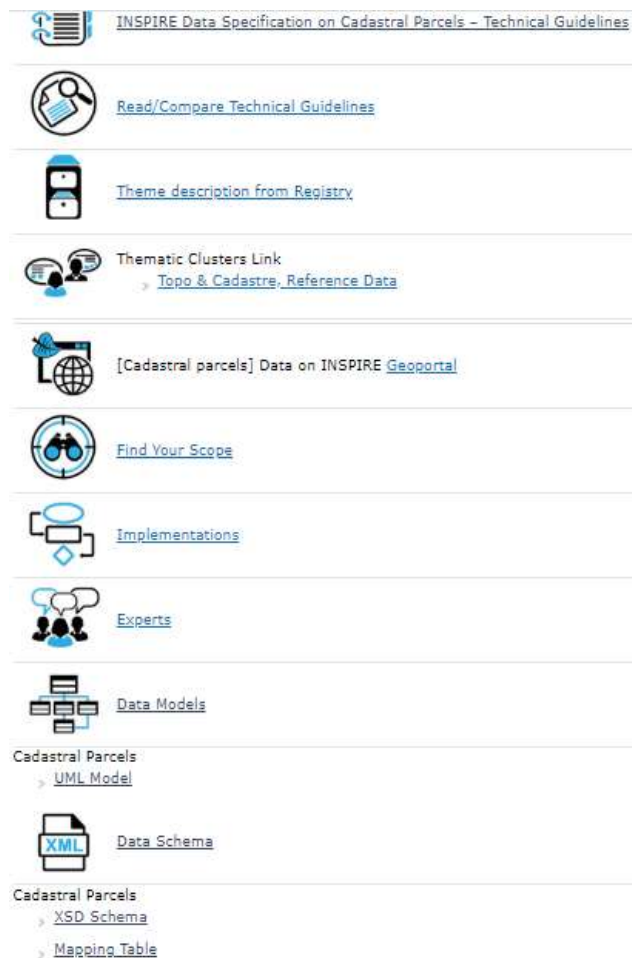 INSPIRE Data Specification on Cadastral Parcels – Technical Guidelines
Read/Compare Technical Guidelines
Theme description from Registry
Thematic Clusters Link
Topo & Cadastre, Reference Data
[Cadastral parcels] Data on INSPIRE Geoportal
Find Your Scope
Implementations
Experts
Data Models
Cadastral Parcels
UML Model
XML
Data Schema
Cadastral Parcels
XSD Schema
Mapping Table